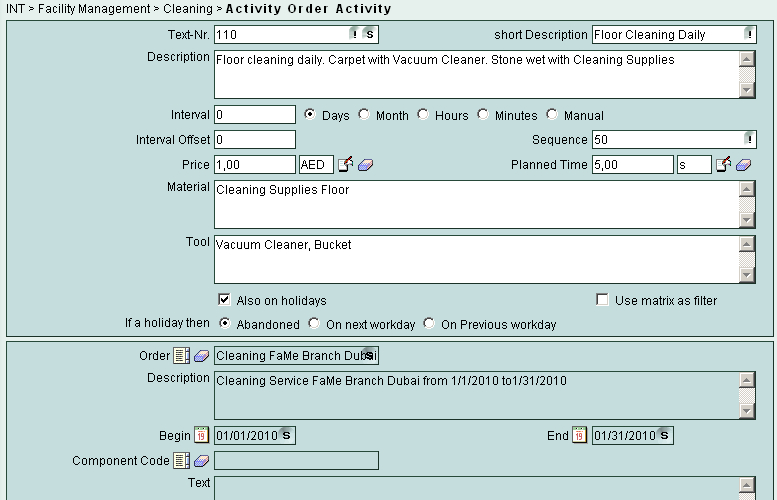 INT > Facility Management > Cleaning > Activity Order Activity
Text-Nr. 110 ! S short Description Floor Cleaning Daily !
Description Floor cleaning daily. Carpet with Vacuum Cleaner. Stone wet with Cleaning Supplies
Interval 0 Days Month Hours Minutes Manual
Interval Offset 0 Sequence 50 !
Price 1,00 AED Planned Time 5,00 s
Material Cleaning Supplies Floor
Tool Vacuum Cleaner, Bucket
Also on holidays Use matrix as filter
If a holiday then Abandoned On next workday On Previous workday
Order Cleaning FaMe Branch Dubai S
Description Cleaning Service FaMe Branch Dubai from 1/1/2010 to1/31/2010
Begin 19 01/01/2010 S End 19 01/31/2010 S
Component Code
Text